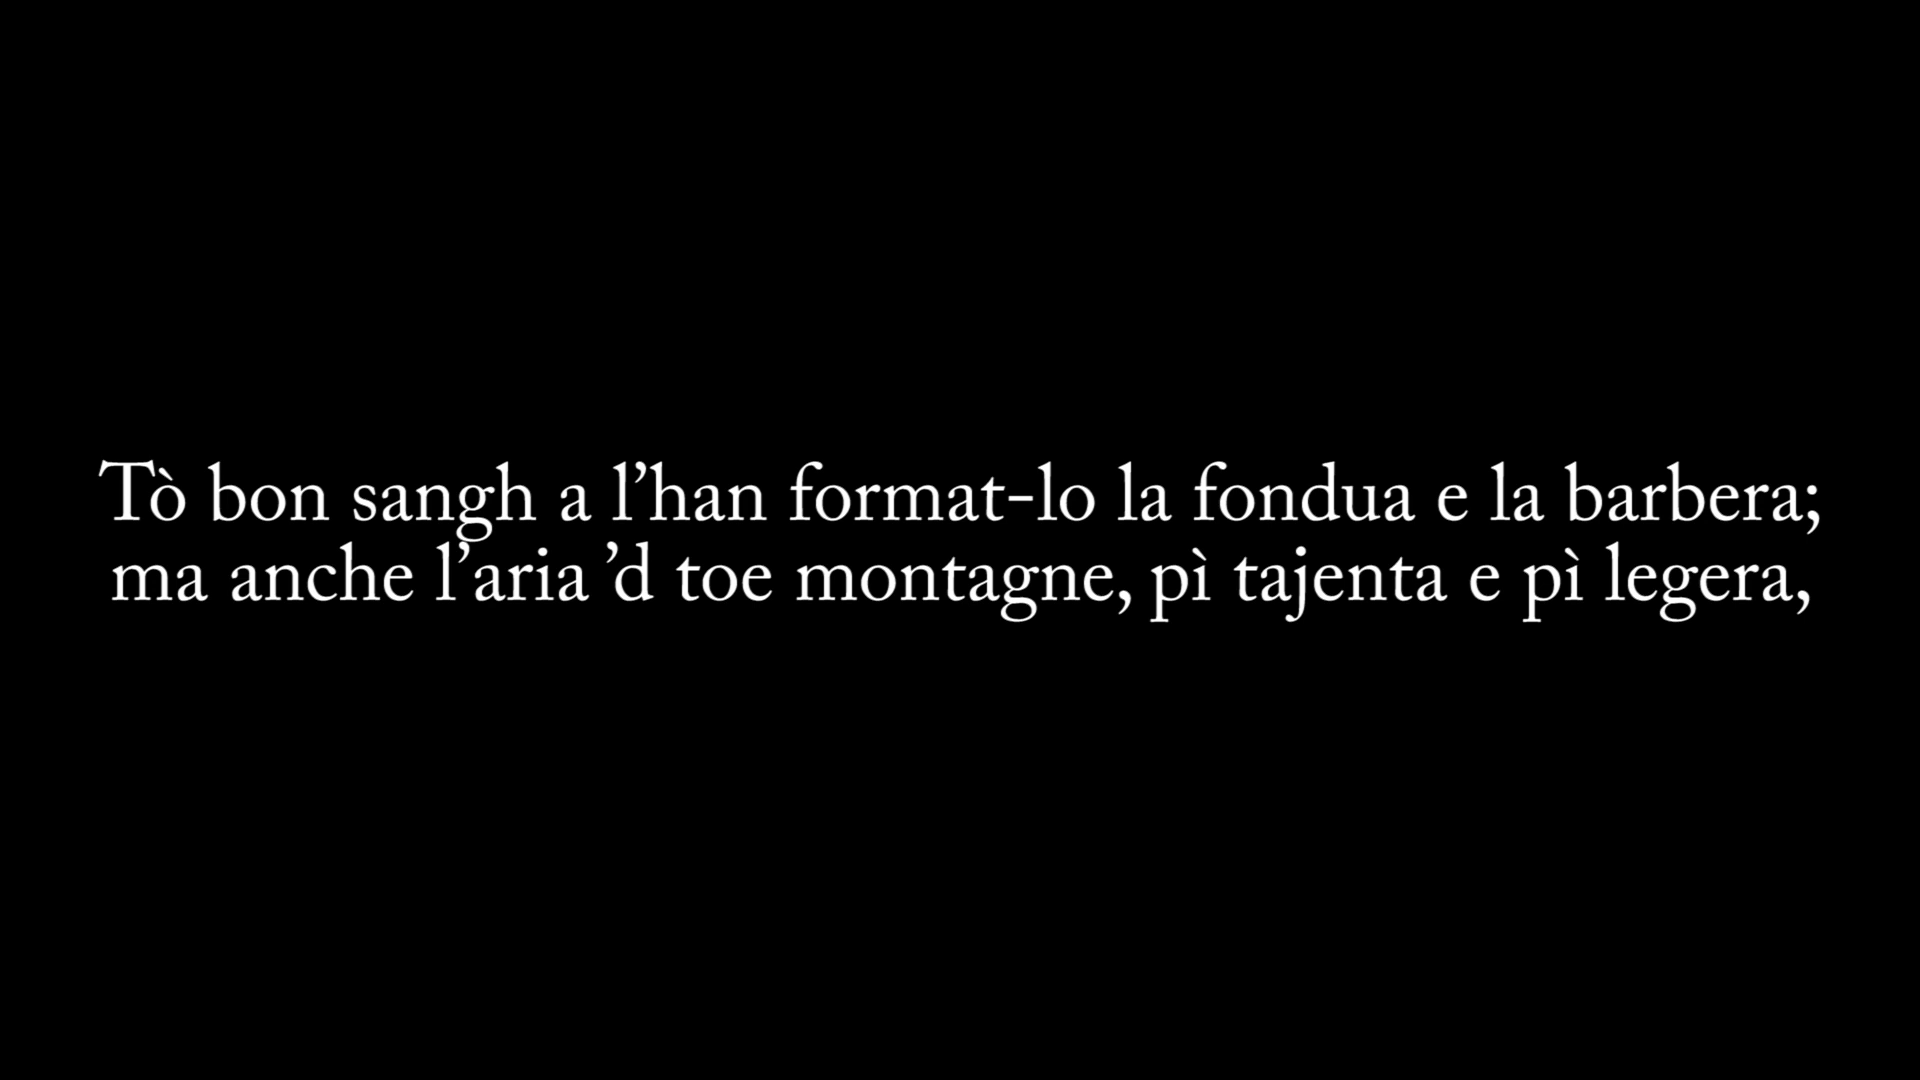 Tò bon sangh a l’han format-lo la fondua e la barbera;
ma anche l’aria ’d toe montagne, pì tajenta e pì legera,